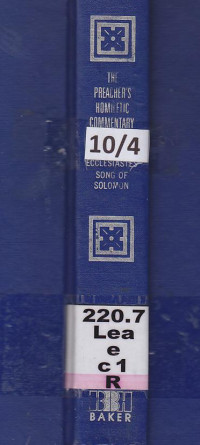 THE
PREACHER'S
HOMILETIC
COMMENTARY
10/4
ECCLESIASTES
SONG OF
SOLOMON
220.7
Lea
e
c1
R
BAKER